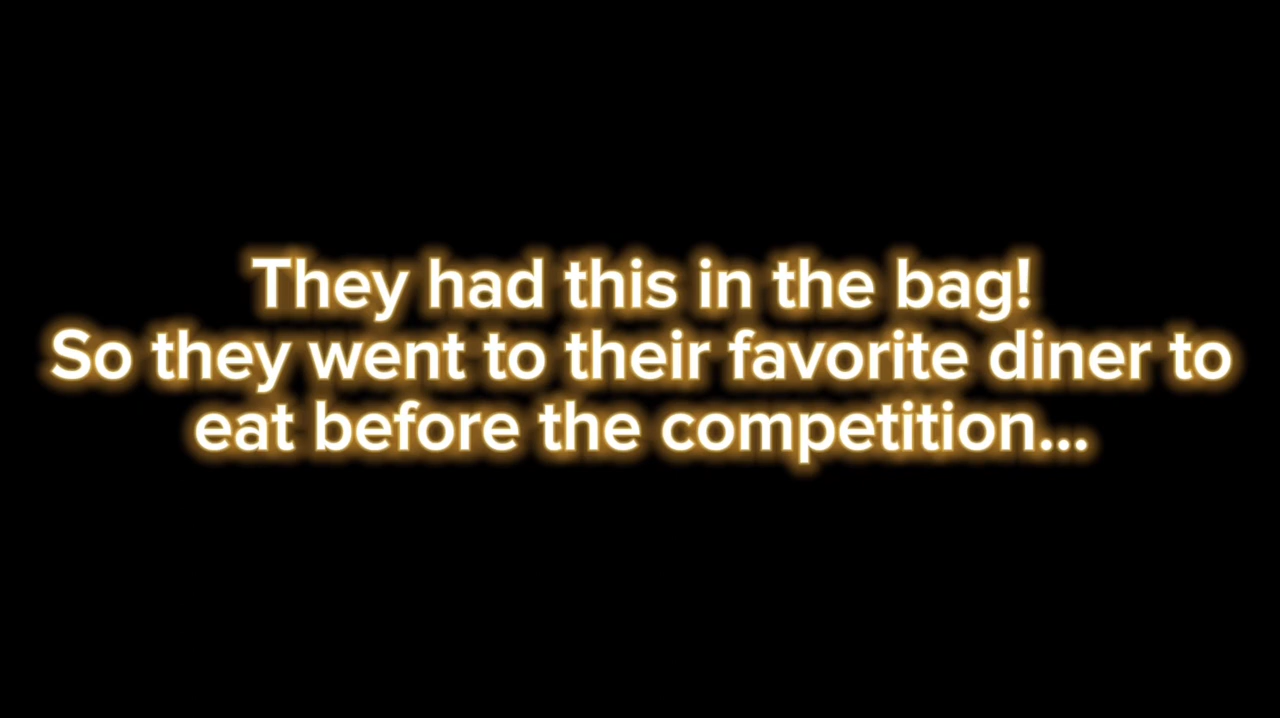 They had this in the bag!
So they went to their favorite diner to
eat before the competition...